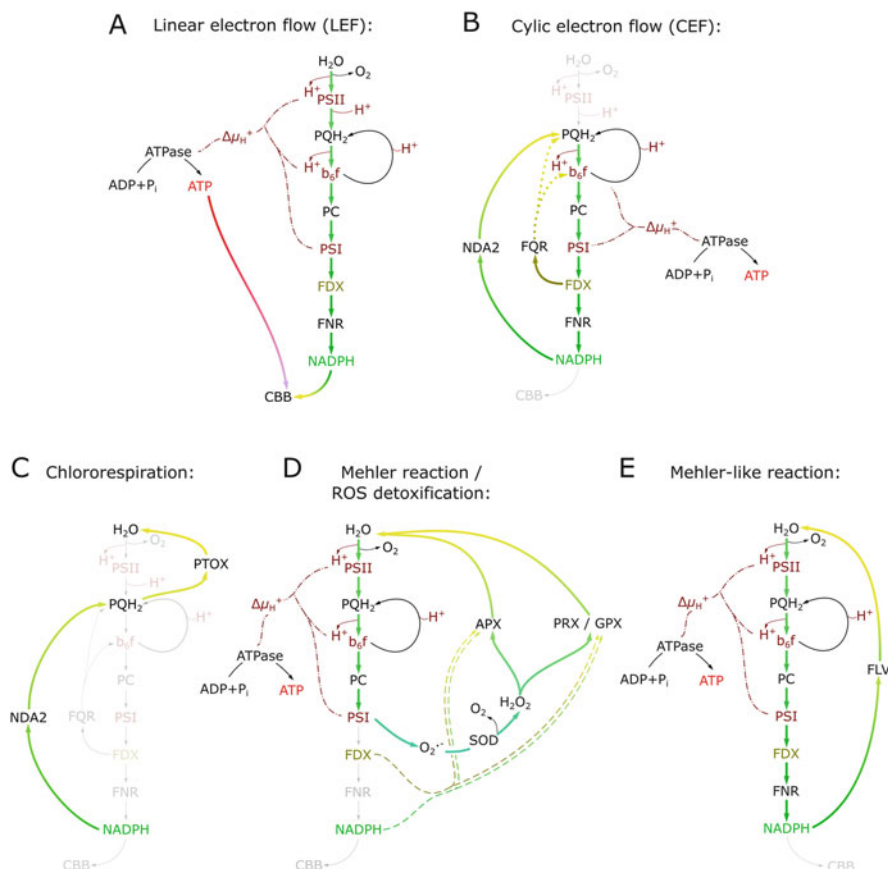 A
Linear electron flow (LEF):
H₂O
O₂
H⁺
PSII
H⁺
PQH₂
H⁺
H⁺
b₆f
Δμ_H⁺
ATPase
ADP+Pᵢ
ATP
PC
PSI
FDX
FNR
NADPH
CBB
B
Cylic electron flow (CEF):
H₂O
O₂
H⁺
PSII
H⁺
PQH₂
H⁺
H⁺
b₆f
PC
NDA2
FQR
PSI
Δμ_H⁺
ATPase
ADP+Pᵢ
ATP
FDX
FNR
NADPH
CBB
C
Chlororespiration:
H₂O
O₂
H⁺
PSII
PTOX
H⁺
PQH₂
H⁺
b₆f
PC
NDA2
FQR
PSI
FDX
FNR
NADPH
CBB
D
Mehler reaction /
ROS detoxification:
H₂O
O₂
H⁺
PSII
Δμ_H⁺
PQH₂
H⁺
H⁺
b₆f
ATPase
ADP+Pᵢ
ATP
PC
PSI
APX
PRX / GPX
H₂O₂
O₂
SOD
O₂·⁻
FDX
FNR
NADPH
CBB
E
Mehler-like reaction:
H₂O
O₂
H⁺
PSII
Δμ_H⁺
PQH₂
H⁺
H⁺
b₆f
ATPase
ADP+Pᵢ
ATP
PC
FLV
PSI
FDX
FNR
NADPH
CBB